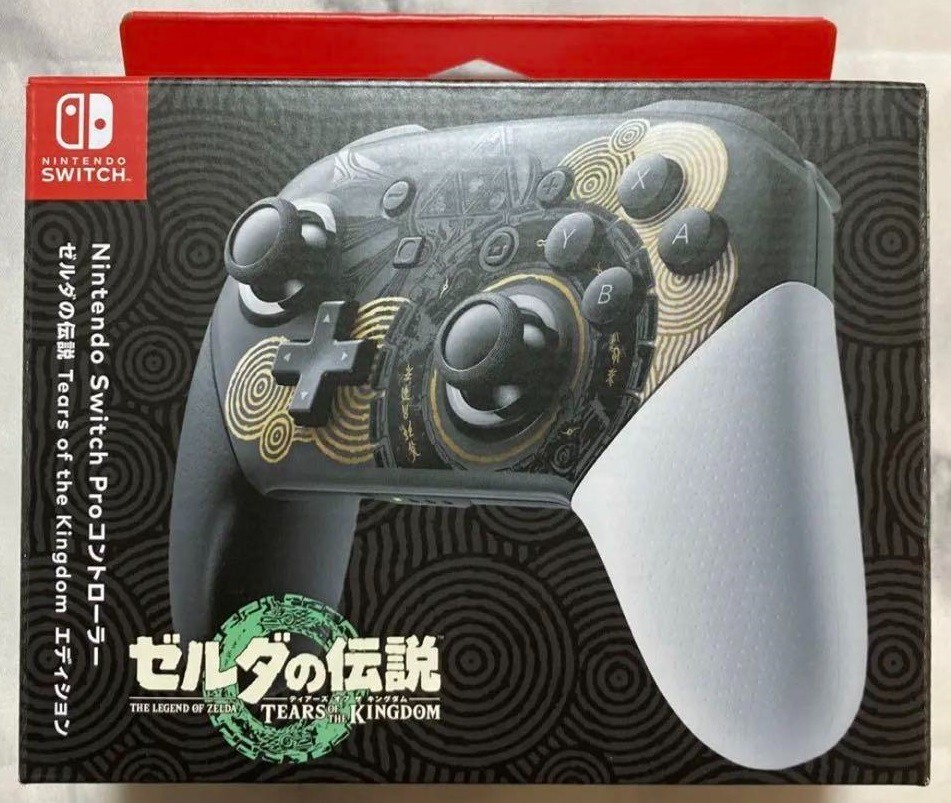 NINTENDO
SWITCH™
Nintendo Switch Proコントローラー
ゼルダの伝説 Tears of the Kingdom エディション
X
Y
A
B
ゼルダの伝説
ティアーズ オブ ザ キングダム
THE LEGEND OF ZELDA
TEARS OF THE KINGDOM